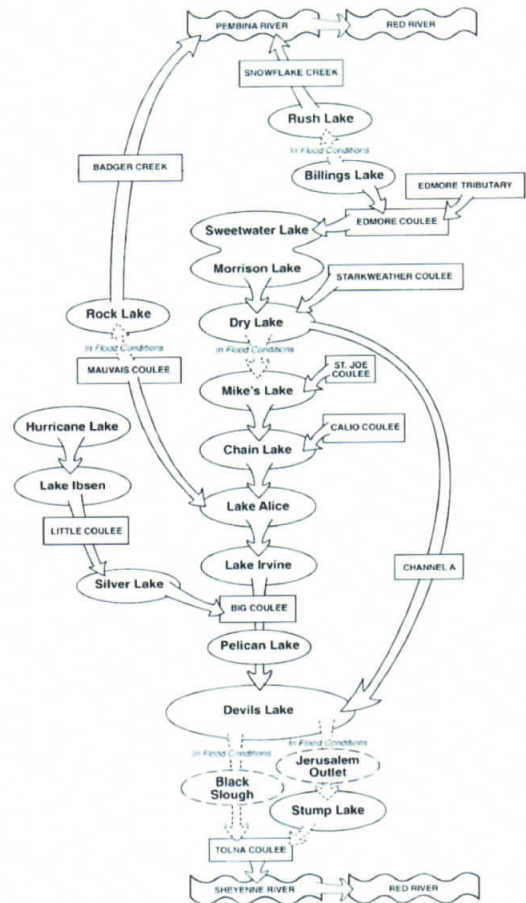 PEMBINA RIVER
RED RIVER
SNOWFLAKE CREEK
Rush Lake
In Flood Conditions
BADGER CREEK
Billings Lake
EDMORE TRIBUTARY
EDMORE COULEE
Sweetwater Lake
Morrison Lake
STARKWEATHER COULEE
Rock Lake
Dry Lake
In Flood Conditions
In Flood Conditions
MAUVAIS COULEE
ST. JOE
COULEE
Mike's Lake
Hurricane Lake
CALIO COULEE
Chain Lake
Lake Ibsen
Lake Alice
LITTLE COULEE
Lake Irvine
CHANNEL A
Silver Lake
BIG COULEE
Pelican Lake
Devils Lake
In Flood Conditions
In Flood Conditions
Jerusalem
Outlet
Black
Slough
Stump Lake
TOLNA COULEE
SHEYENNE RIVER
RED RIVER